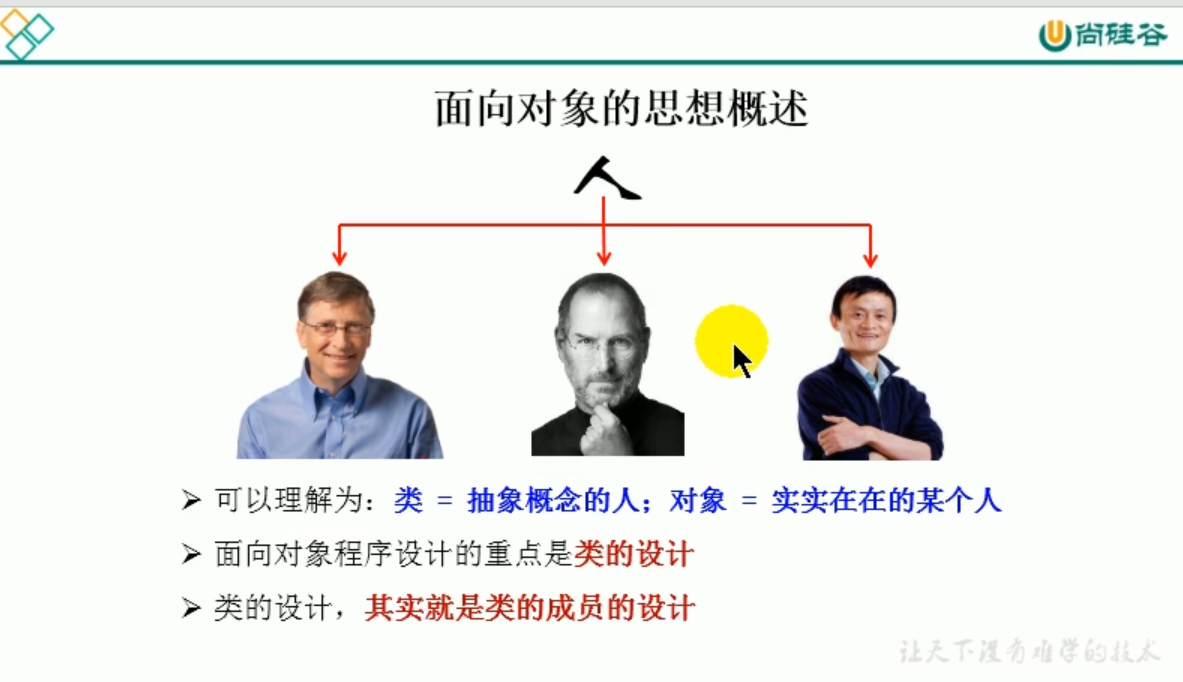 尚硅谷
面向对象的思想概述
人
可以理解为：类 = 抽象概念的人；对象 = 实实在在的某个人
面向对象程序设计的重点是类的设计
类的设计，其实就是类的成员的设计
让天下没有难学的技术